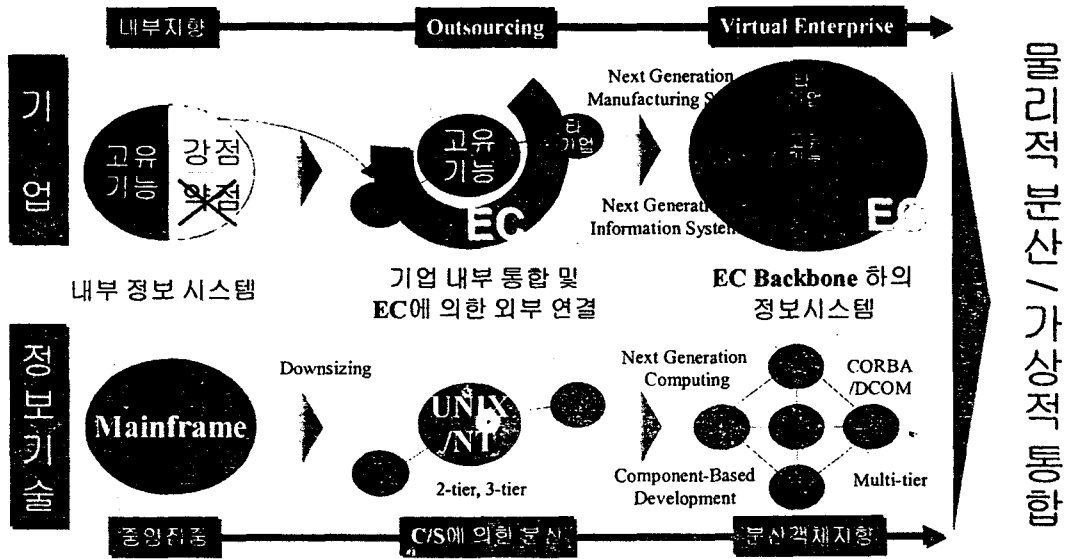 내부지향
Outsourcing
Virtual Enterprise
기업
고유
기능
강점
약점
고유
기능
타
기업
EC
Next Generation
Manufacturing
Next Generation
Information System
타
기업
EC
내부 정보 시스템
기업 내부 통합 및
EC에 의한 외부 연결
EC Backbone 하의
정보시스템
정보기술
Mainframe
Downsizing
UNIX
/NT
2-tier, 3-tier
Next Generation
Computing
Component-Based
Development
CORBA
/DCOM
Multi-tier
중앙집중
C/S에 의한 분산
분산객체지향
물리적 분산 / 가상적 통합